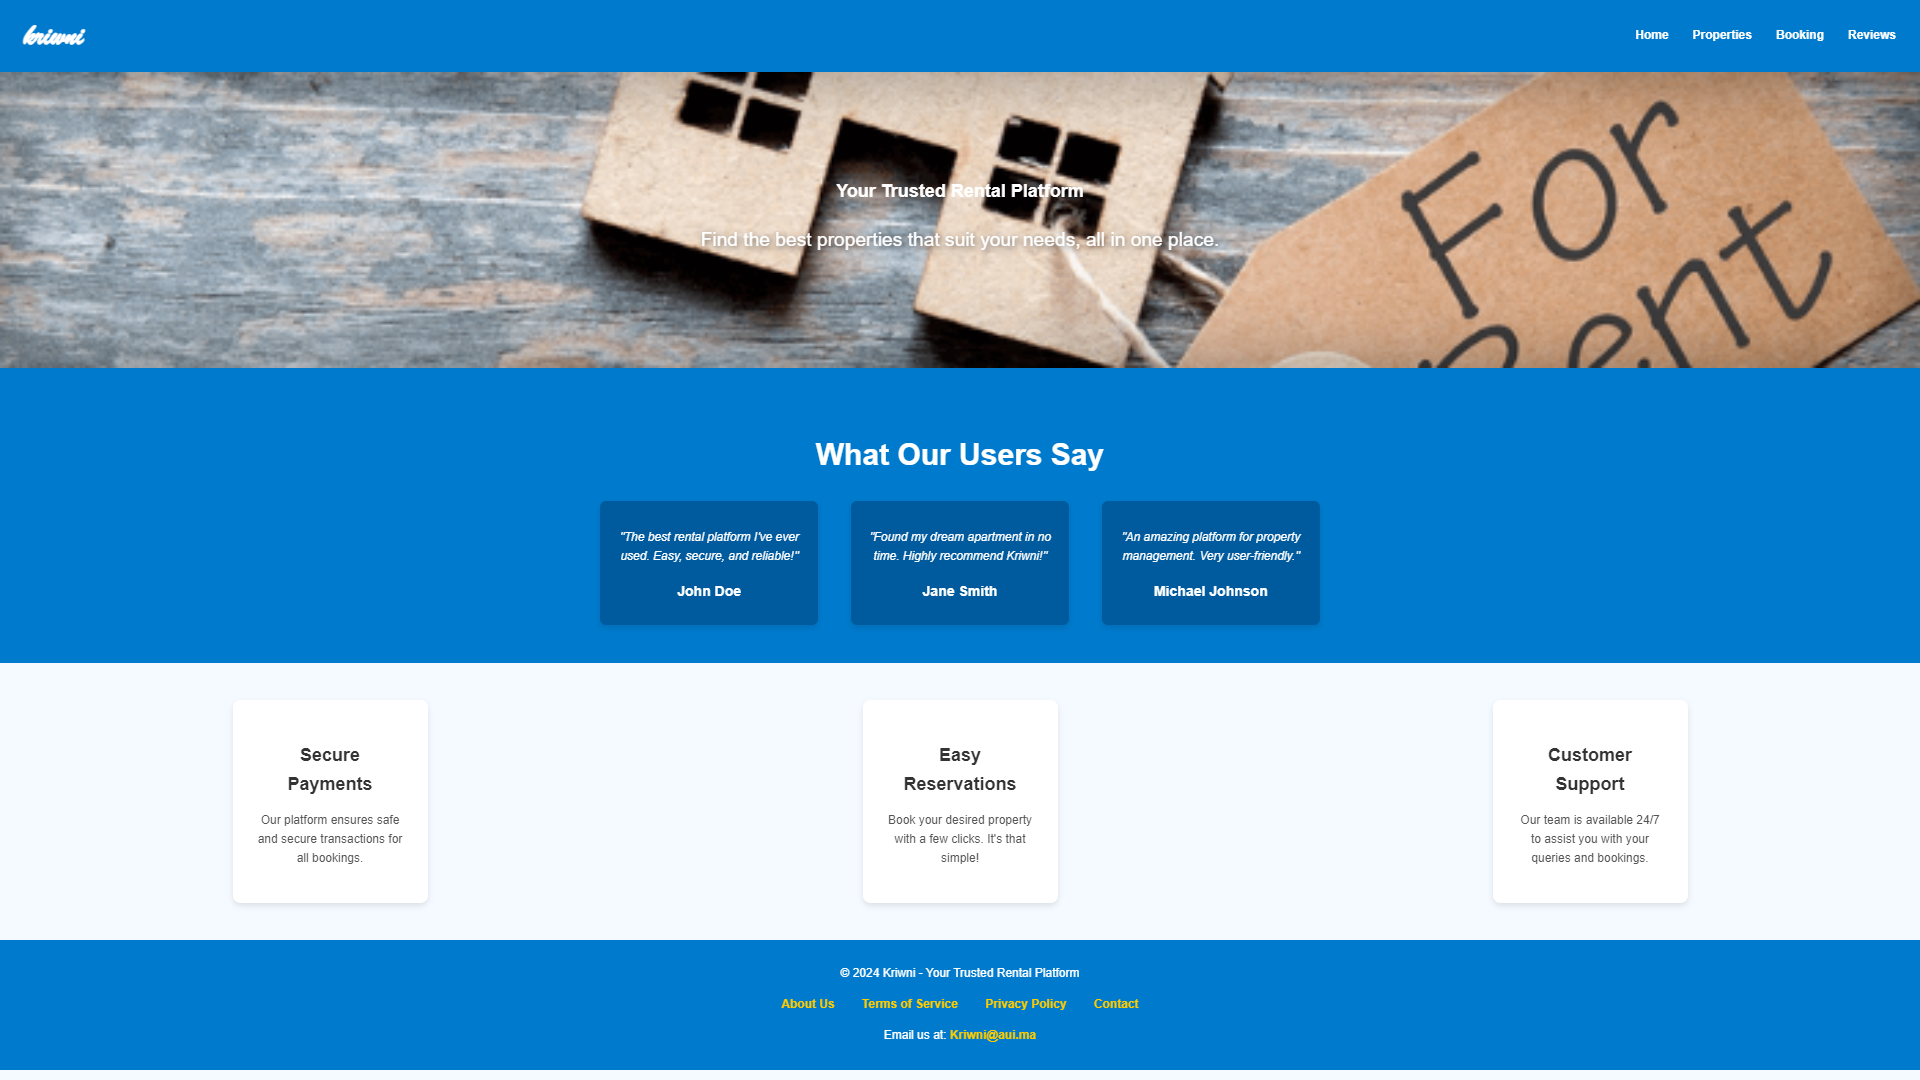 kriwni
Home Properties Booking Reviews
For
Rent
Your Trusted Rental Platform
Find the best properties that suit your needs, all in one place.
What Our Users Say
"The best rental platform I've ever
used. Easy, secure, and reliable!"
John Doe
"Found my dream apartment in no
time. Highly recommend Kriwni!"
Jane Smith
"An amazing platform for property
management. Very user-friendly."
Michael Johnson
Secure
Payments
Our platform ensures safe
and secure transactions for
all bookings.
Easy
Reservations
Book your desired property
with a few clicks. It's that
simple!
Customer
Support
Our team is available 24/7
to assist you with your
queries and bookings.
© 2024 Kriwni - Your Trusted Rental Platform
About Us Terms of Service Privacy Policy Contact
Email us at: Kriwni@aui.ma